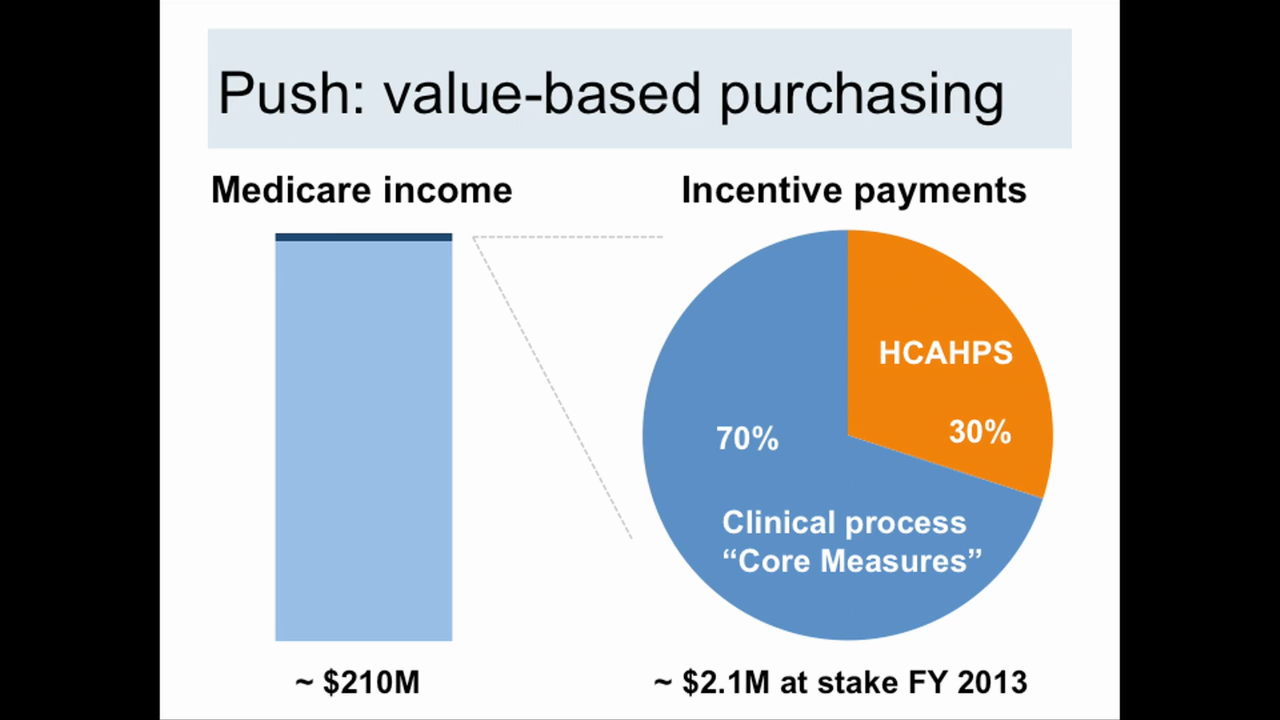 Push: value-based purchasing
Medicare income
Incentive payments
HCAHPS
30%
70%
Clinical process
“Core Measures”
~ $210M
~ $2.1M at stake FY 2013